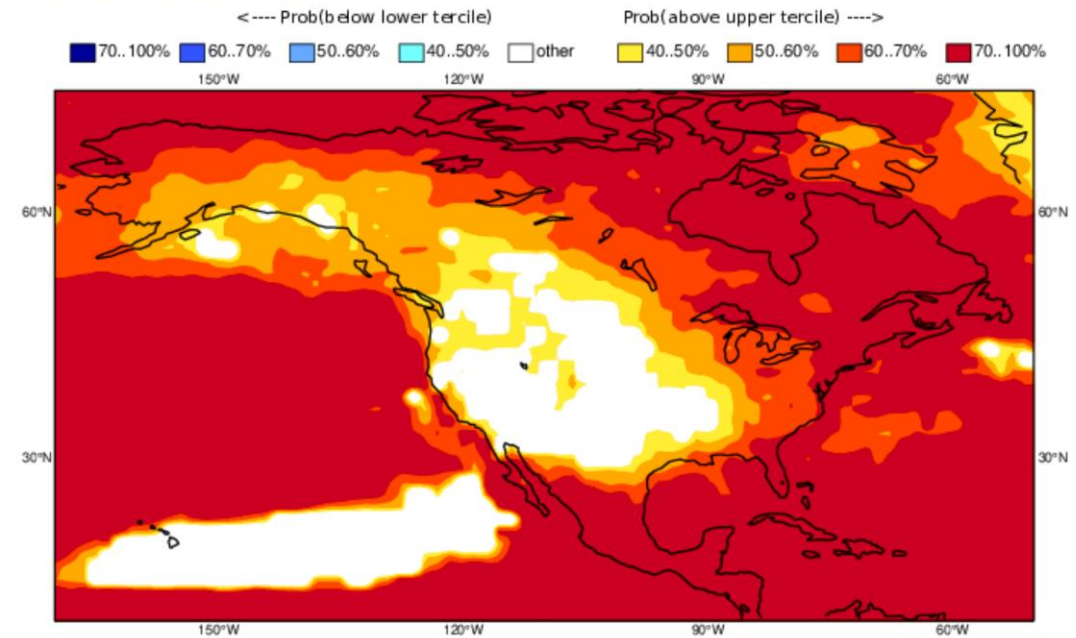 <---- Prob(below lower tercile) Prob(above upper tercile) ---->
70..100% 60..70% 50..60% 40..50% other 40..50% 50..60% 60..70% 70..100%
150°W 120°W 90°W 60°W
60°N 60°N
30°N 30°N
150°W 120°W 90°W 60°W